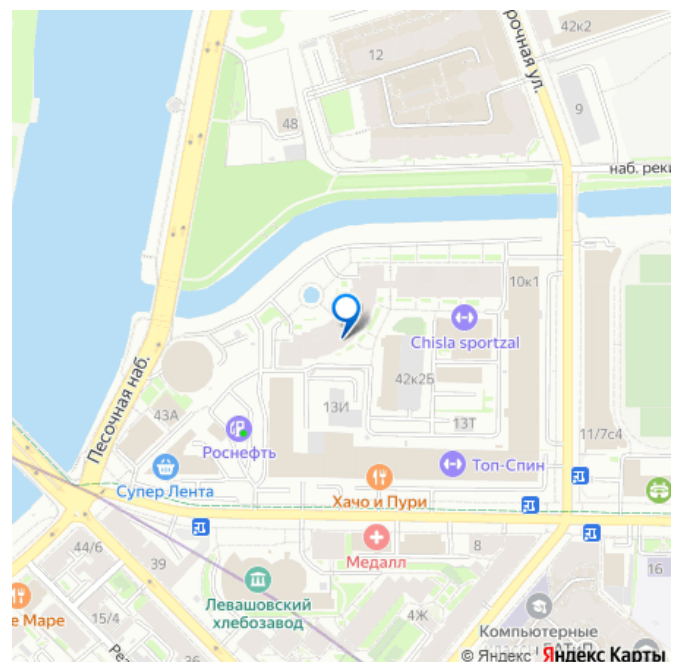 42к2
12
рочная ул.
9
48
наб. реки
10к1
Chisla sportzal
Песочная наб.
42к2Б
13И
43А
13Т
Роснефть
11/7с4
Топ-Спин
Супер Лента
Хачо и Пури
44/6
39
Медалл
8
16
Левашовский
хлебозавод
е Маре
15/4
4Ж
36
Компьютерные
© Яндекс Яндекс Карты